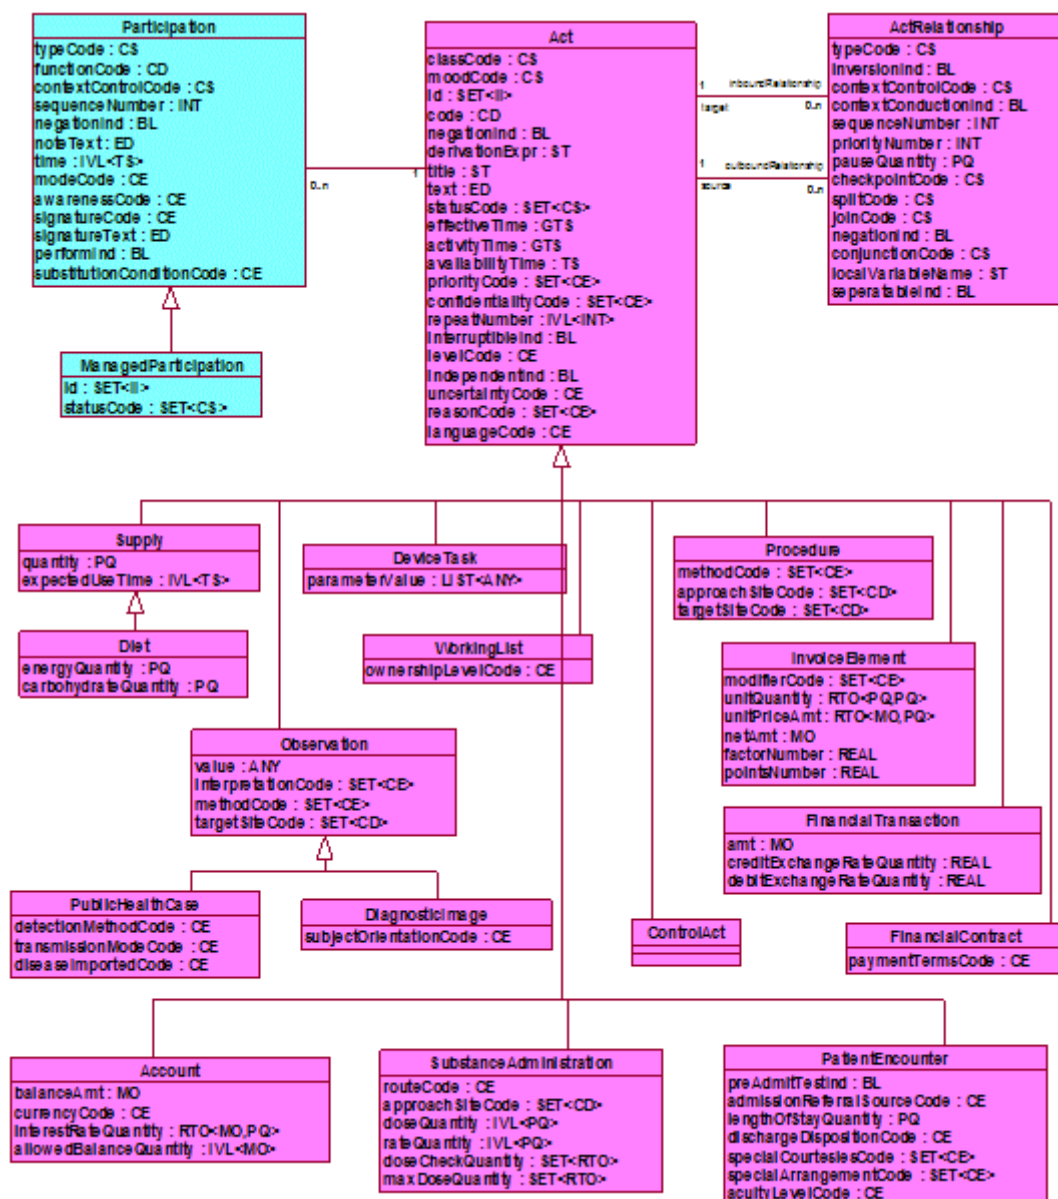 Participation
typeCode : CS
functionCode : CD
contextControlCode : CS
sequenceNumber : INT
negationInd : BL
noteText : ED
time : IVL<TS>
modeCode : CE
awarenessCode : CE
signatureCode : CE
signatureText : ED
performInd : BL
substitutionConditionCode : CE
ManagedParticipation
id : SET<II>
statusCode : SET<CS>
0..n
1
Act
classCode : CS
moodCode : CS
id : SET<II>
code : CD
negationInd : BL
derivationExpr : ST
title : ST
text : ED
statusCode : SET<CS>
effectiveTime : GTS
activityTime : GTS
availabilityTime : TS
priorityCode : SET<CE>
confidentialityCode : SET<CE>
repeatNumber : IVL<INT>
interruptibleInd : BL
levelCode : CE
independentInd : BL
uncertaintyCode : CE
reasonCode : SET<CE>
languageCode : CE
1 inboundRelationship
target 0..n
1 outboundRelationship
source 0..n
ActRelationship
typeCode : CS
inversionInd : BL
contextControlCode : CS
contextConductionInd : BL
sequenceNumber : INT
priorityNumber : INT
pauseQuantity : PQ
checkpointCode : CS
splitCode : CS
joinCode : CS
negationInd : BL
conjunctionCode : CS
localVariableName : ST
seperatableInd : BL
Supply
quantity : PQ
expectedUseTime : IVL<TS>
Diet
energyQuantity : PQ
carbohydrateQuantity : PQ
DeviceTask
parameterValue : LIST<ANY>
WorkingList
ownershipLevelCode : CE
Procedure
methodCode : SET<CE>
approachSiteCode : SET<CD>
targetSiteCode : SET<CD>
InvoiceElement
modifierCode : SET<CE>
unitQuantity : RTO<PQ,PQ>
unitPriceAmt : RTO<MO,PQ>
netAmt : MO
factorNumber : REAL
pointsNumber : REAL
Observation
value : ANY
interpretationCode : SET<CE>
methodCode : SET<CE>
targetSiteCode : SET<CD>
FinancialTransaction
amt : MO
creditExchangeRateQuantity : REAL
debitExchangeRateQuantity : REAL
PublicHealthCase
detectionMethodCode : CE
transmissionModeCode : CE
diseaseImportedCode : CE
DiagnosticImage
subjectOrientationCode : CE
ControlAct
FinancialContract
paymentTermsCode : CE
Account
balanceAmt : MO
currencyCode : CE
interestRateQuantity : RTO<MO,PQ>
allowedBalanceQuantity : IVL<MO>
SubstanceAdministration
routeCode : CE
approachSiteCode : SET<CD>
doseQuantity : IVL<PQ>
rateQuantity : IVL<PQ>
doseCheckQuantity : SET<RTO>
maxDoseQuantity : SET<RTO>
PatientEncounter
preAdmitTestInd : BL
admissionReferralSourceCode : CE
lengthOfStayQuantity : PQ
dischargeDispositionCode : CE
specialCourtesiesCode : SET<CE>
specialArrangementCode : SET<CE>
acuityLevelCode : CE